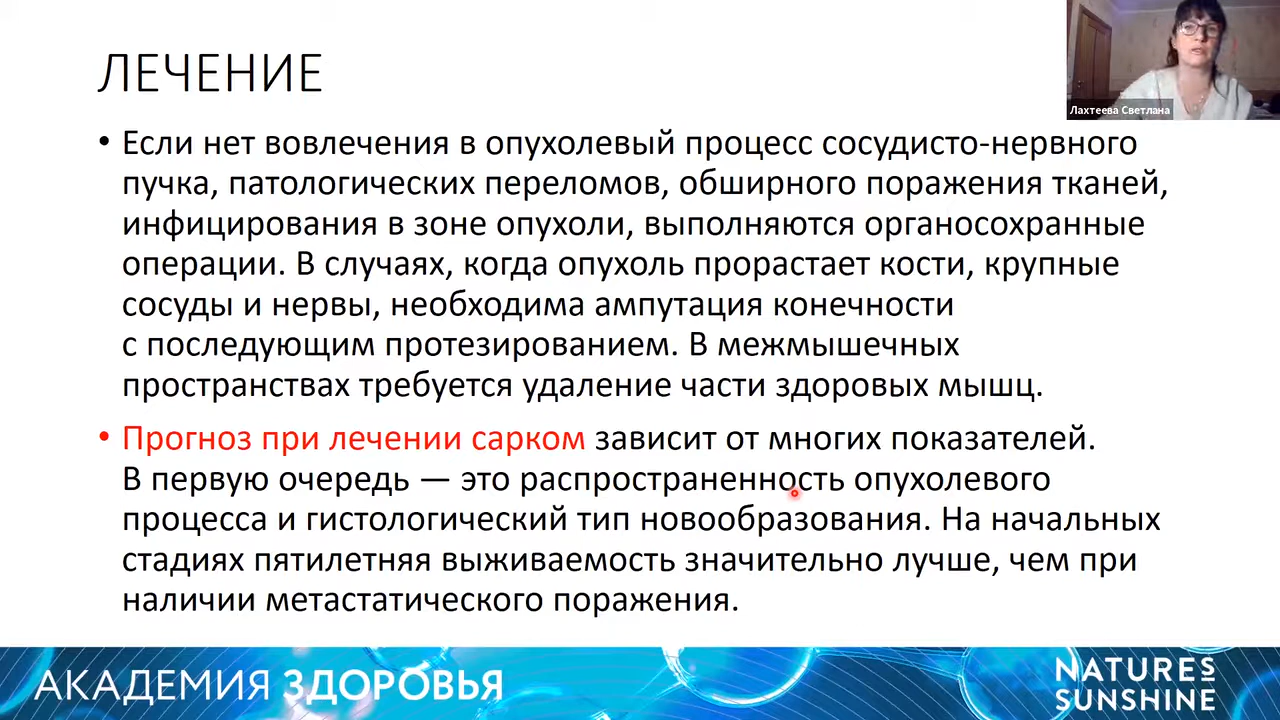 ЛЕЧЕНИЕ
Лахтеева Светлана
• Если нет вовлечения в опухолевый процесс сосудисто-нервного
пучка, патологических переломов, обширного поражения тканей,
инфицирования в зоне опухоли, выполняются органосохранные
операции. В случаях, когда опухоль прорастает кости, крупные
сосуды и нервы, необходима ампутация конечности
с последующим протезированием. В межмышечных
пространствах требуется удаление части здоровых мышц.
• Прогноз при лечении сарком зависит от многих показателей.
В первую очередь — это распространенность опухолевого
процесса и гистологический тип новообразования. На начальных
стадиях пятилетняя выживаемость значительно лучше, чем при
наличии метастатического поражения.
АКАДЕМИЯ ЗДОРОВЬЯ
NATURES
SUNSHINE